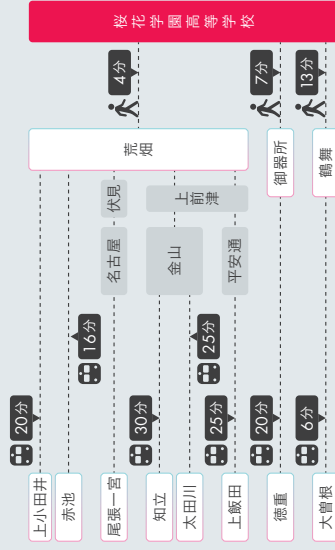 桜花学園高等学校
4分
7分
13分
荒畑
御器所
鶴舞
伏見
上前津
名古屋
金山
平安通
16分
25分
20分
30分
25分
20分
6分
上小田井
赤池
尾張一宮
知立
太田川
上飯田
徳重
大曽根